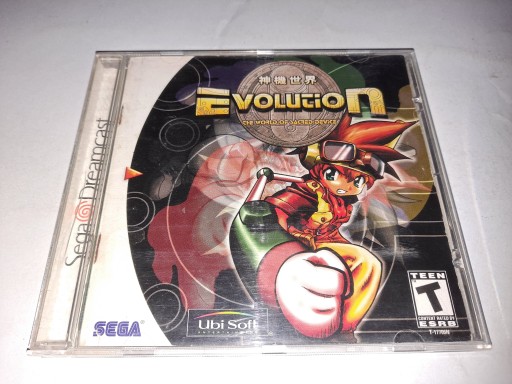 神機世界
EVOLUTION
THE WORLD OF SACRED DEVICE
Sega Dreamcast
SEGA
Ubi Soft
ENTERTAINMENT
TEEN
T
CONTENT RATED BY
ESRB